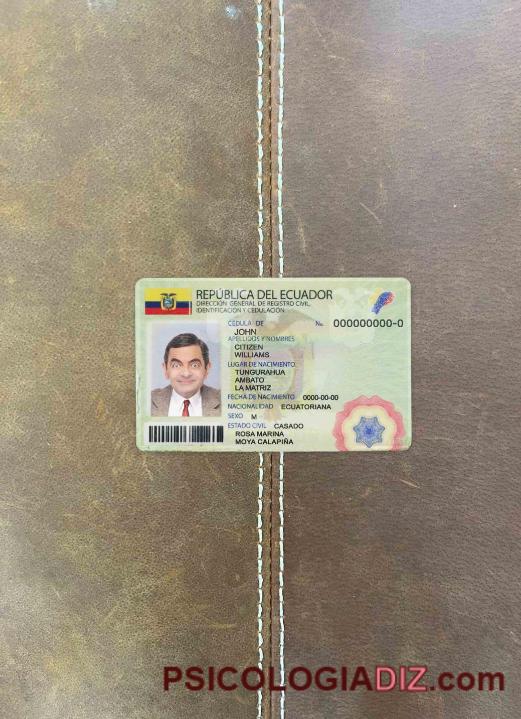 REPÚBLICA DEL ECUADOR
DIRECCIÓN GENERAL DE REGISTRO CIVIL,
IDENTIFICACIÓN Y CEDULACIÓN
CÉDULA DE No. 000000000-0
JOHN
APELLIDOS Y NOMBRES
CITIZEN
WILLIAMS
LUGAR DE NACIMIENTO
TUNGURAHUA
AMBATO
LA MATRIZ
FECHA DE NACIMIENTO 0000-00-00
NACIONALIDAD ECUATORIANA
SEXO M
ESTADO CIVIL CASADO
ROSA MARINA
MOYA CALAPIÑA
PSICOLOGIADIZ.com